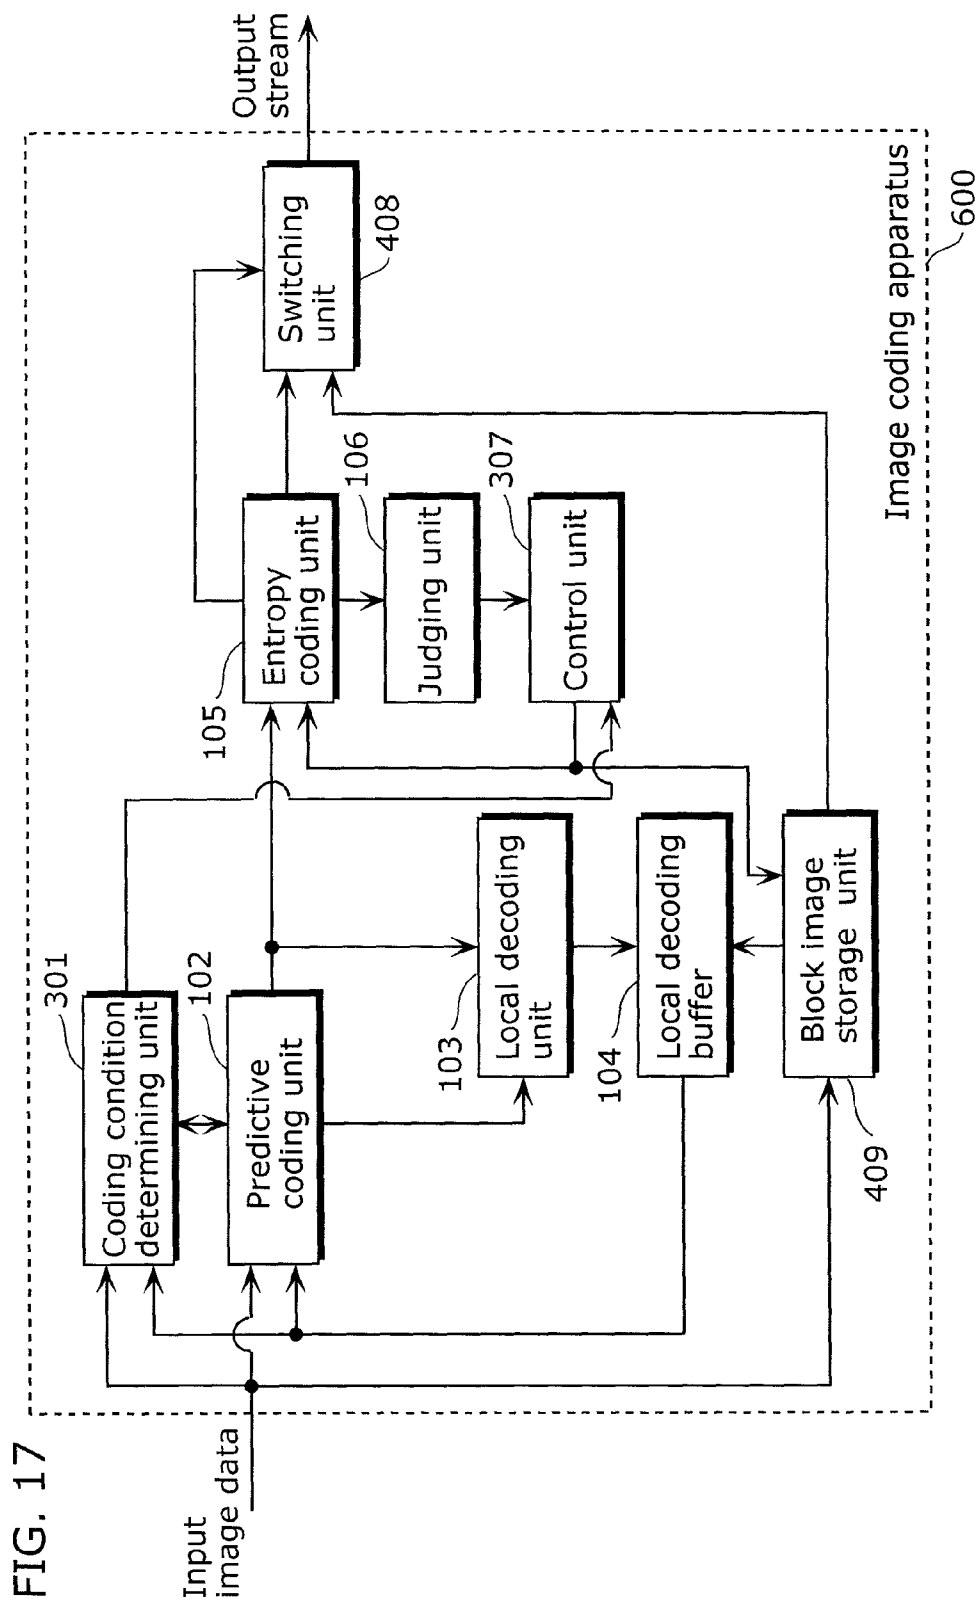 FIG. 17
Input
image data
301
Coding condition
determining unit
102
Predictive
coding unit
103
Local decoding
unit
104
Local decoding
buffer
409
Block image
storage unit
105
Entropy
coding unit
106
Judging unit
307
Control unit
Switching
unit
408
Output
stream
Image coding apparatus
600